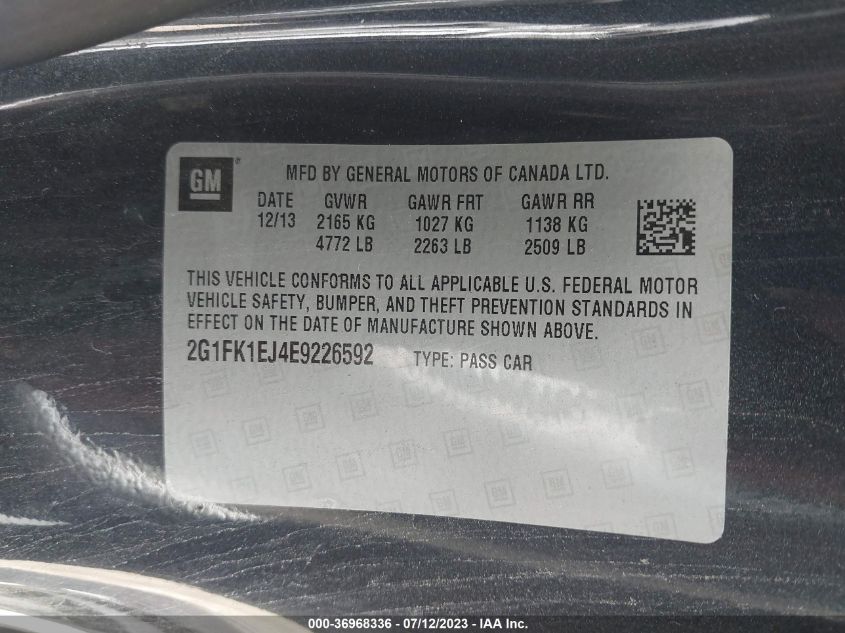 GM ®
MFD BY GENERAL MOTORS OF CANADA LTD.
DATE GVWR GAWR FRT GAWR RR
12/13 2165 KG 1027 KG 1138 KG
4772 LB 2263 LB 2509 LB
THIS VEHICLE CONFORMS TO ALL APPLICABLE U.S. FEDERAL MOTOR
VEHICLE SAFETY, BUMPER, AND THEFT PREVENTION STANDARDS IN
EFFECT ON THE DATE OF MANUFACTURE SHOWN ABOVE.
2G1FK1EJ4E9226592 TYPE: PASS CAR
000-36968336 - 07/12/2023 - IAA Inc.